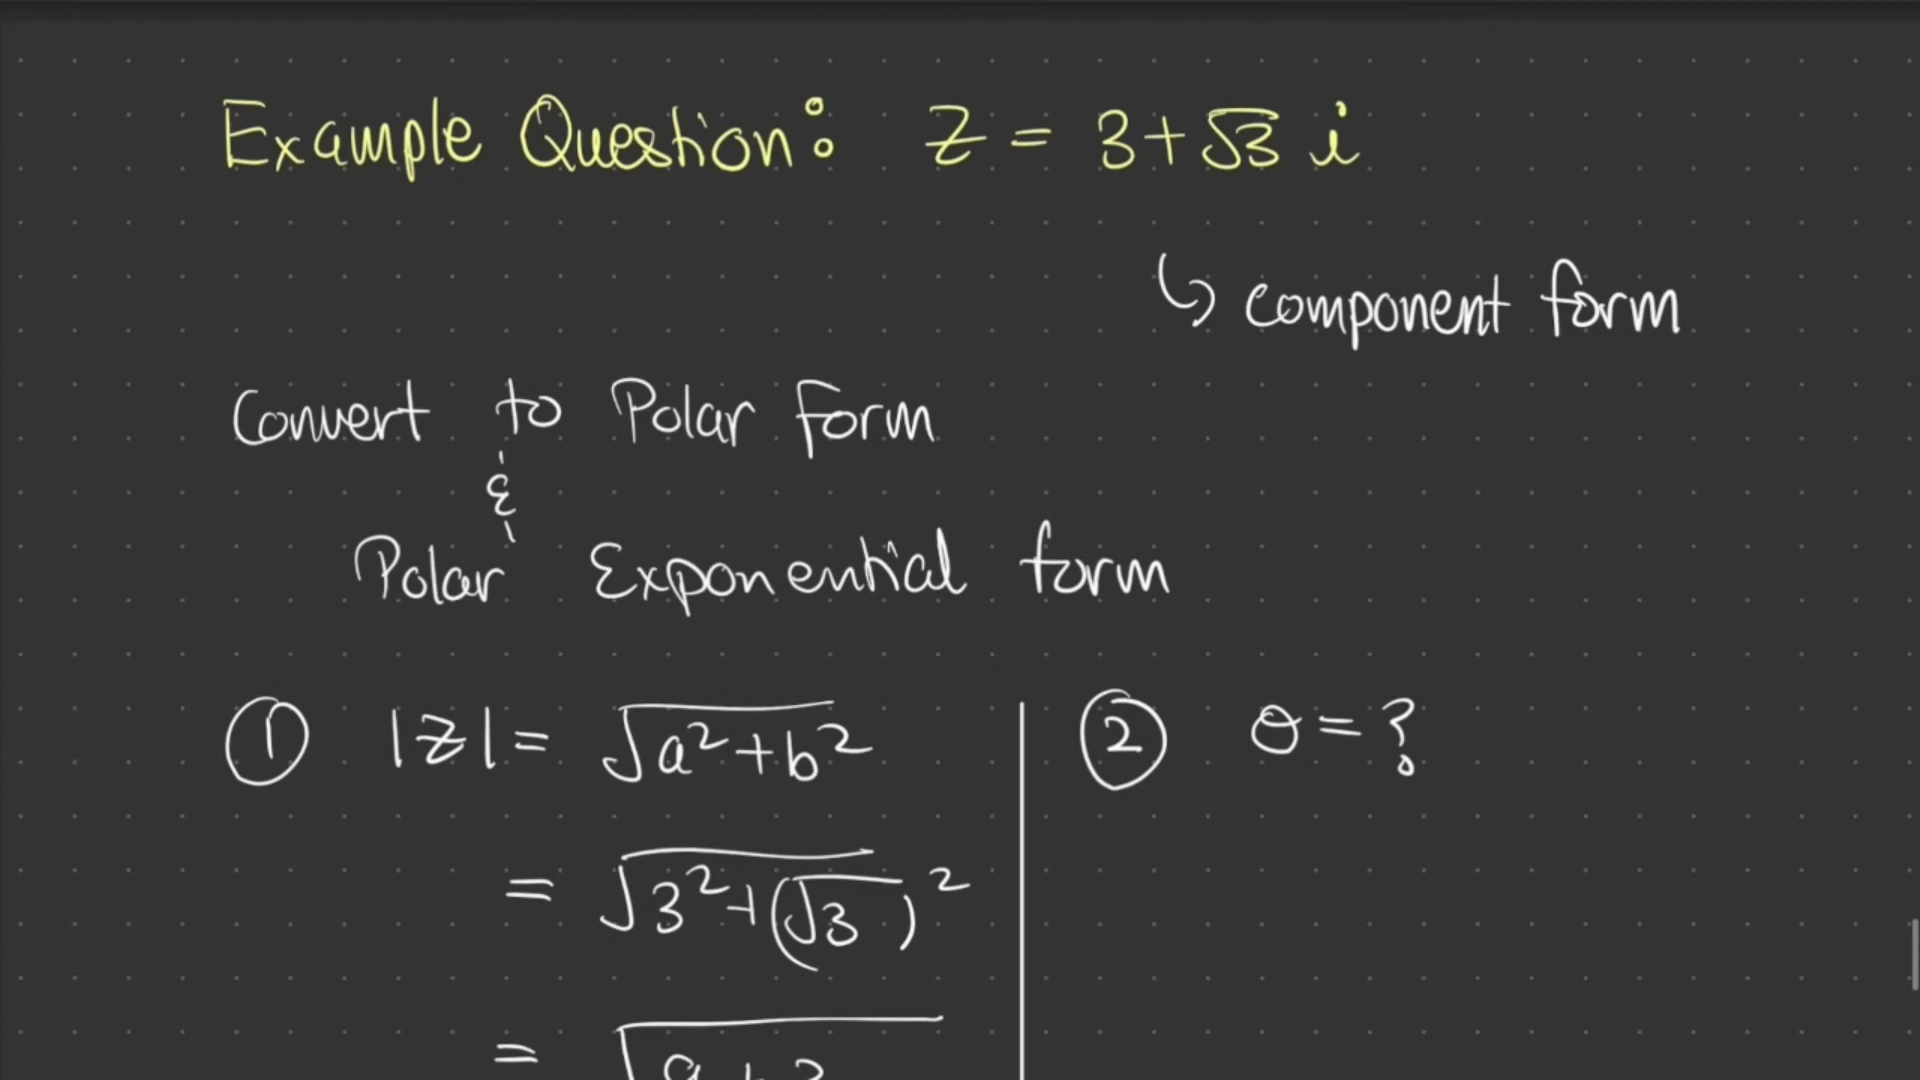 Example Question: z = 3+√3 i
↳ component form
Convert to Polar form
&
Polar Exponential form
① |z| = √a²+b²
= √3²+(√3)²
=
② θ = ?